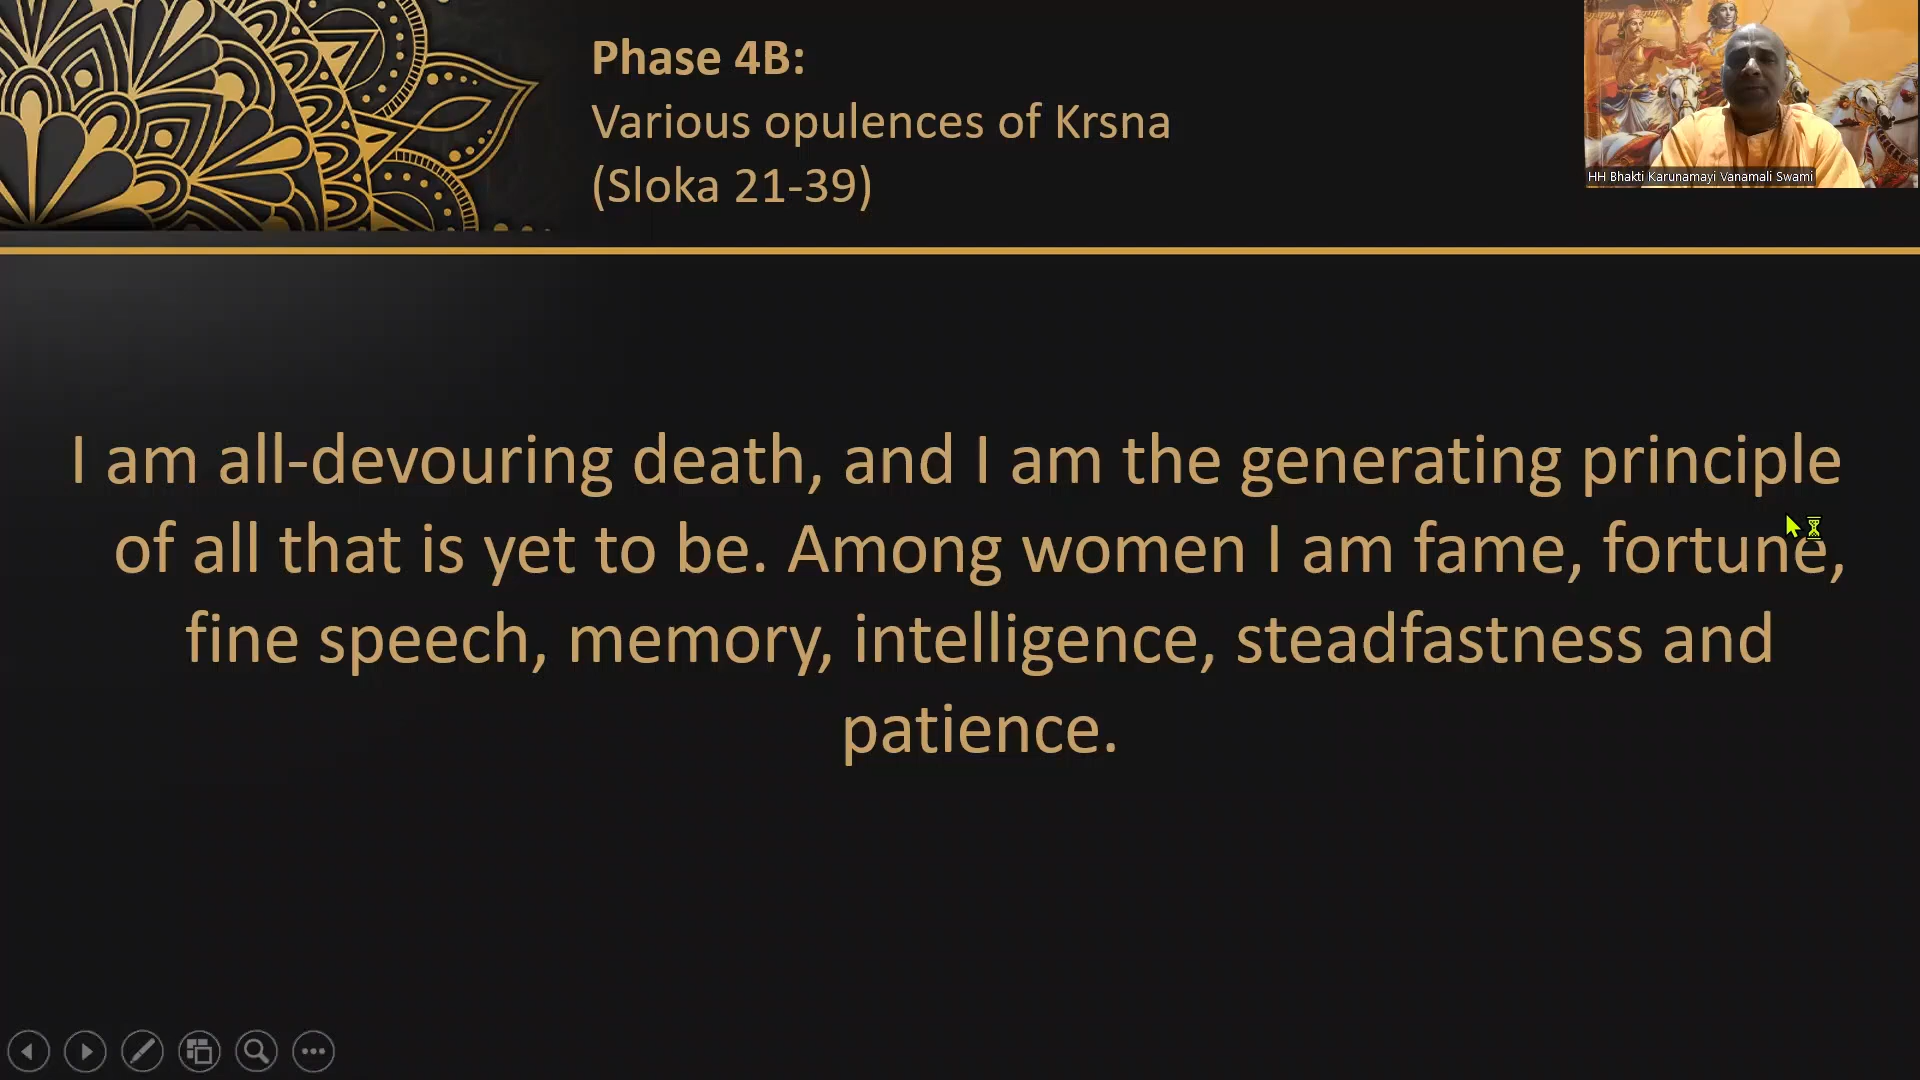 Phase 4B:
Various opulences of Krsna
(Sloka 21-39)
HH Bhakti Karunamayi Vanamali Swami
I am all-devouring death, and I am the generating principle
of all that is yet to be. Among women I am fame, fortune,
fine speech, memory, intelligence, steadfastness and
patience.